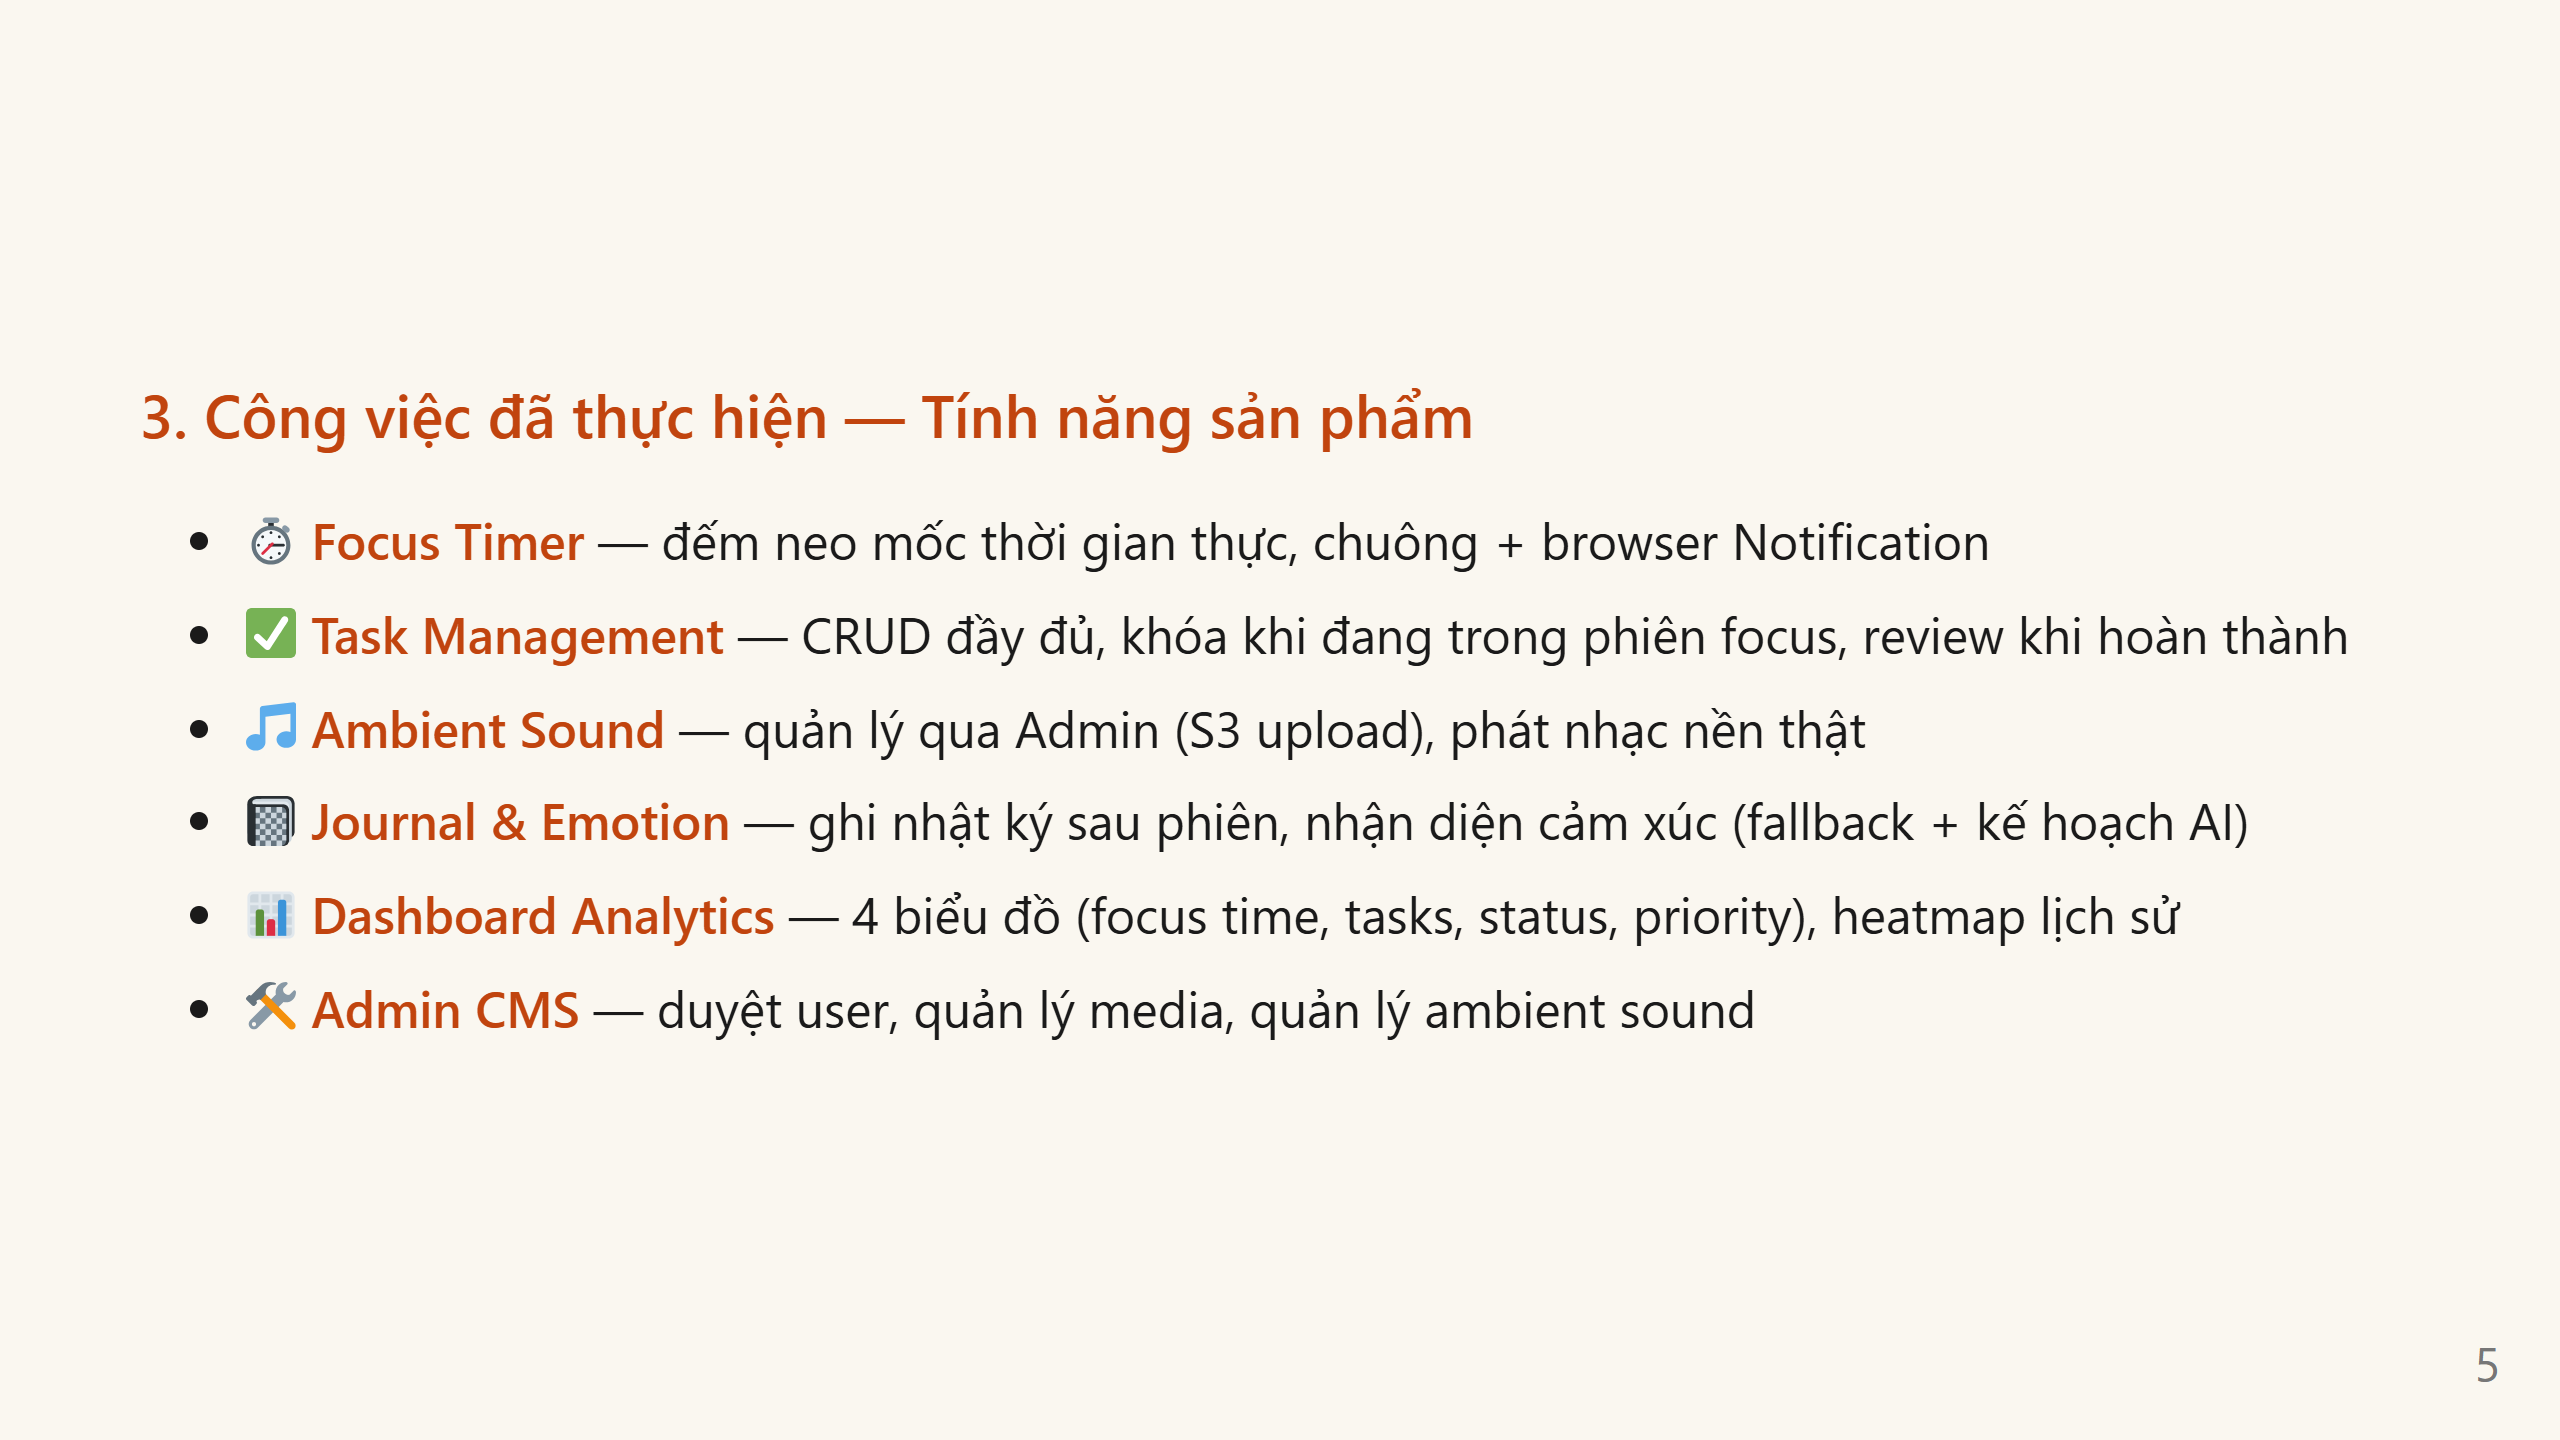 3. Công việc đã thực hiện — Tính năng sản phẩm
• ⏱️ Focus Timer — đếm neo mốc thời gian thực, chuông + browser Notification
• ✅ Task Management — CRUD đầy đủ, khóa khi đang trong phiên focus, review khi hoàn thành
• 🎵 Ambient Sound — quản lý qua Admin (S3 upload), phát nhạc nền thật
• 📓 Journal & Emotion — ghi nhật ký sau phiên, nhận diện cảm xúc (fallback + kế hoạch AI)
• 📊 Dashboard Analytics — 4 biểu đồ (focus time, tasks, status, priority), heatmap lịch sử
• 🛠️ Admin CMS — duyệt user, quản lý media, quản lý ambient sound
5